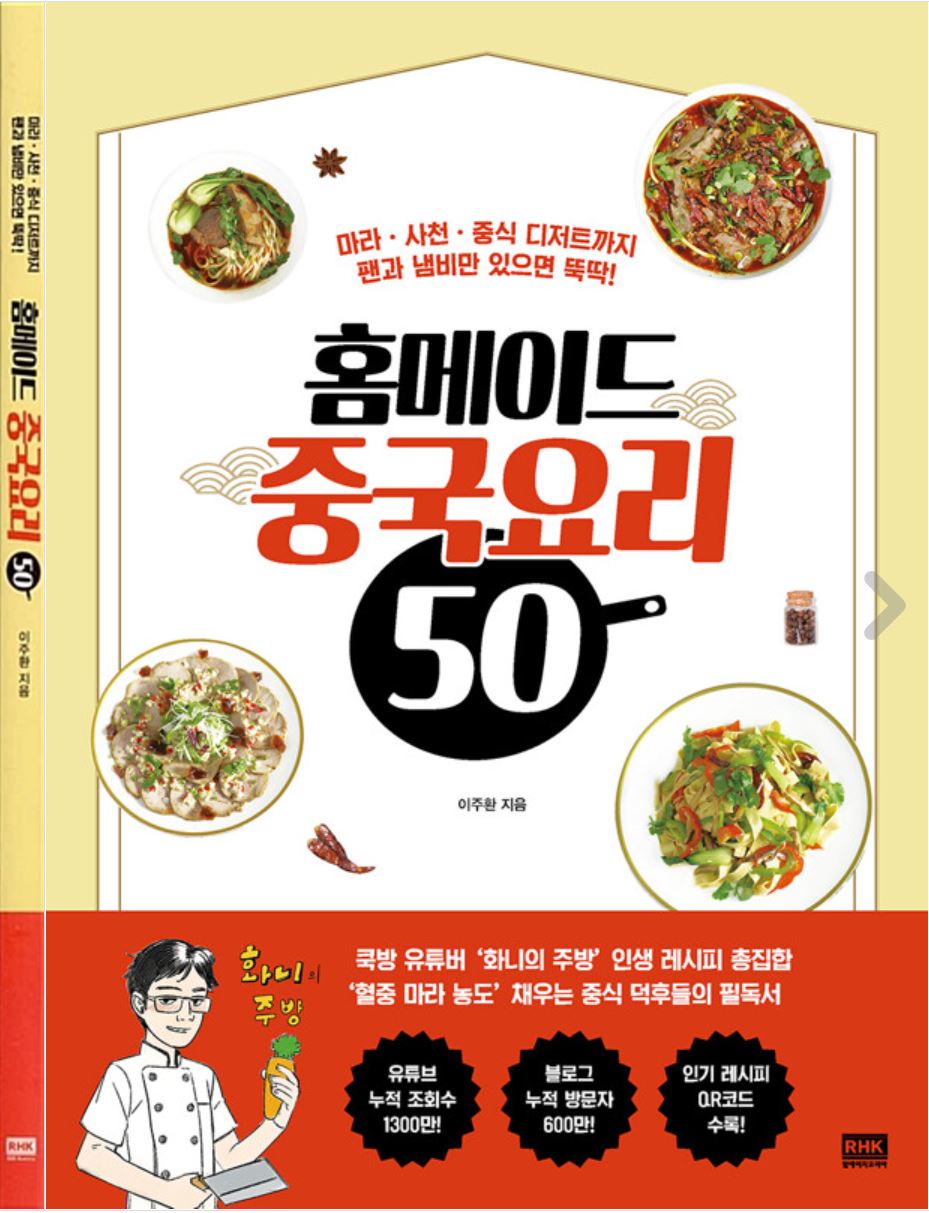 마라 · 사천 · 중식 디저트까지
팬과 냄비만 있으면 뚝딱!
홈메이드
중국요리
50
이주환 지음
마라 · 사천 · 중식 디저트까지
팬과 냄비만 있으면 뚝딱!
홈메이드
중국요리
50
이주환 지음
화니의
주방
쿡방 유튜버 ‘화니의 주방’ 인생 레시피 총집합
‘혈중 마라 농도’ 채우는 중식 덕후들의 필독서
유튜브
누적 조회수
1300만!
블로그
누적 방문자
600만!
인기 레시피
QR코드
수록!
RHK
알에이치코리아
RHK